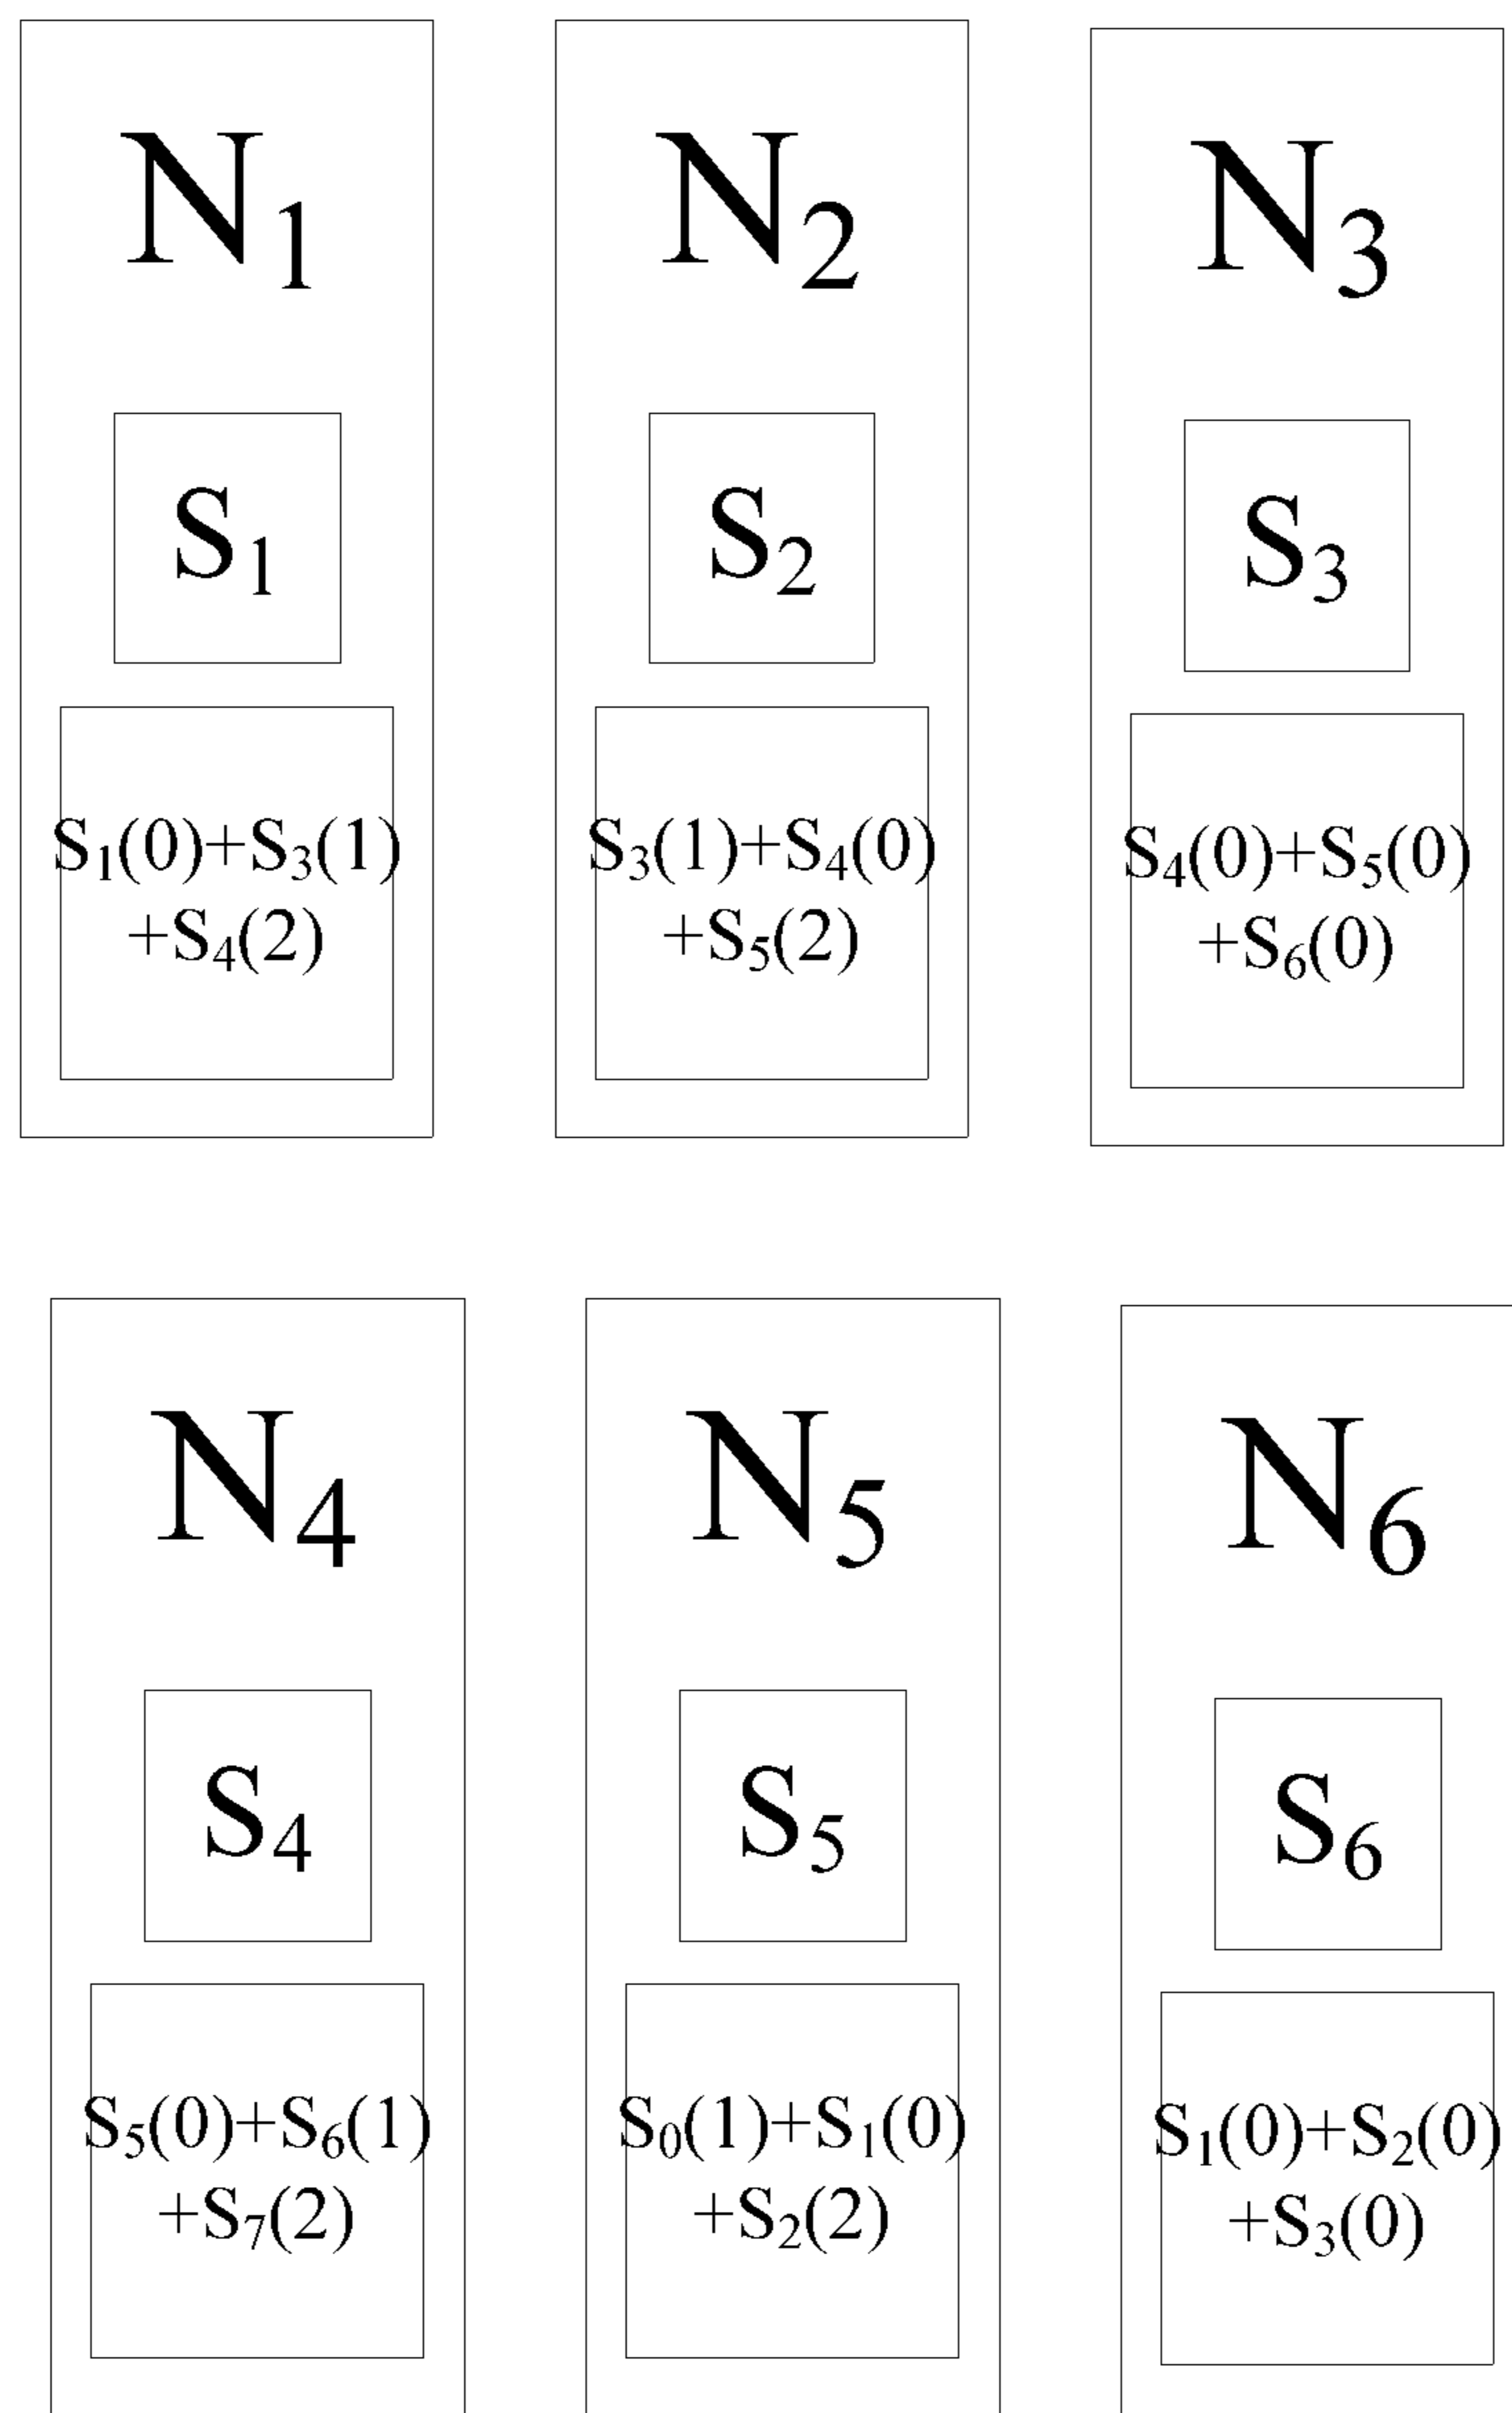 N₁
S₁
S₁(0)+S₃(1)
+S₄(2)
N₂
S₂
S₃(1)+S₄(0)
+S₅(2)
N₃
S₃
S₄(0)+S₅(0)
+S₆(0)
N₄
S₄
S₅(0)+S₆(1)
+S₇(2)
N₅
S₅
S₀(1)+S₁(0)
+S₂(2)
N₆
S₆
S₁(0)+S₂(0)
+S₃(0)